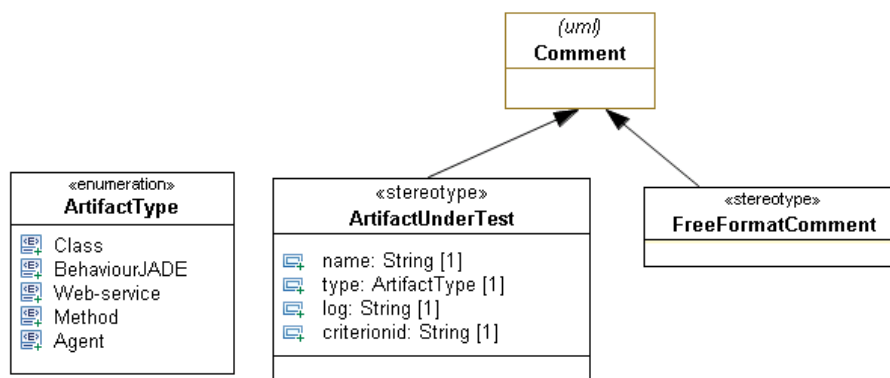 (uml)
Comment
«enumeration»
ArtifactType
Class
BehaviourJADE
Web-service
Method
Agent
«stereotype»
ArtifactUnderTest
name: String [1]
type: ArtifactType [1]
log: String [1]
criterionid: String [1]
«stereotype»
FreeFormatComment